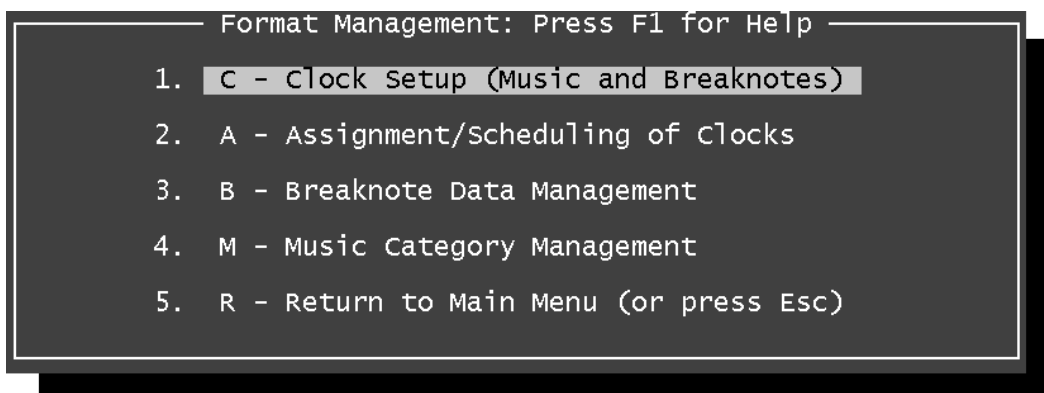 Format Management: Press F1 for Help
1. C - Clock Setup (Music and Breaknotes)
2. A - Assignment/Scheduling of Clocks
3. B - Breaknote Data Management
4. M - Music Category Management
5. R - Return to Main Menu (or press Esc)